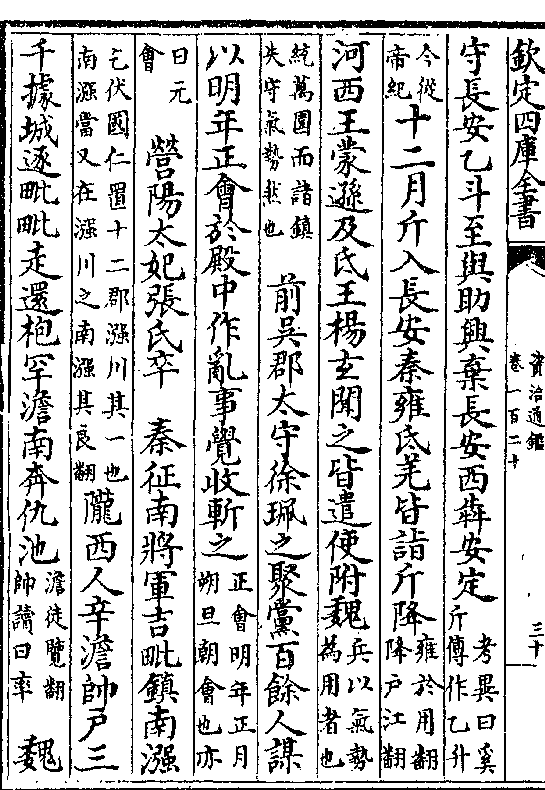 欽定四庫全書
資治通鑑
卷一百二十
三十
守長安乙斗至與助興棄長安西奔安定考異曰奚
斤傳作乙升
今從
帝紀十二月斤入長安秦雍氐羌皆詣斤降雍於用翻
降戶江翻
河西王蒙遜及氐王楊玄聞之皆遣使附魏兵以氣勢
為用者也
統萬圍而諸鎮
失守氣勢然也前吳郡太守徐珮之聚黨百餘人謀
以明年正會於殿中作亂事覺收斬之正會明年正月
朔旦朝會也亦
曰元
會營陽太妃張氏卒　秦征南將軍吉毗鎮南漒
乞伏國仁置十二郡漒川其一也
南漒當又在漒川之南漒其良翻隴西人辛澹帥戶三
千據城逐毗毗走還枹罕澹南奔仇池澹徒覽翻
帥讀曰率魏